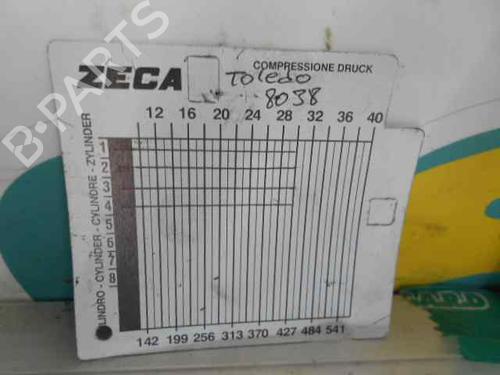 B-PARTS
ZECA
COMPRESSIONE DRUCK
Toledo
8038
12 16 20 24 28 32 36 40
CYLINDER - CYLINDRE - ZYLINDER
1
2
3
4
5
6
7
8
142 199 256 313 370 427 484 541